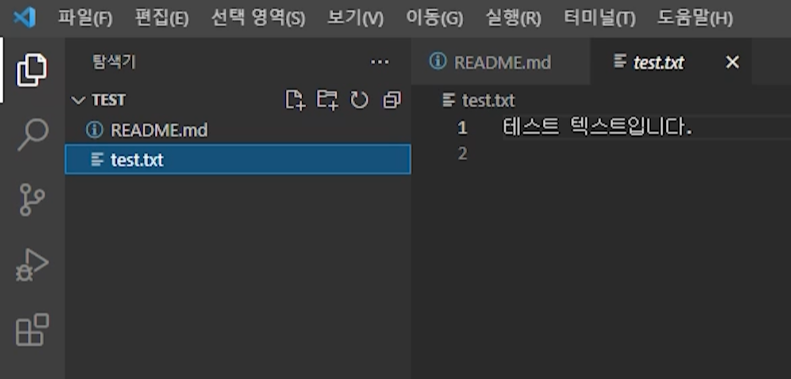 파일(F) 편집(E) 선택 영역(S) 보기(V) 이동(G) 실행(R) 터미널(T) 도움말(H)
탐색기 ...
README.md test.txt
TEST
test.txt
README.md
1 테스트 텍스트입니다.
test.txt
2